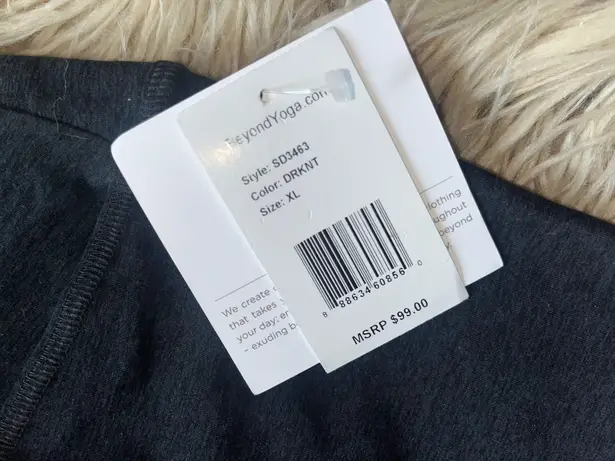 BeyondYoga.com
Style: SD3463
Color: DRKNT
Size: XL
8 88634 60856 0
MSRP $99.00
We create
that takes
your day; 
- exuding
lothing
ughout
beyond